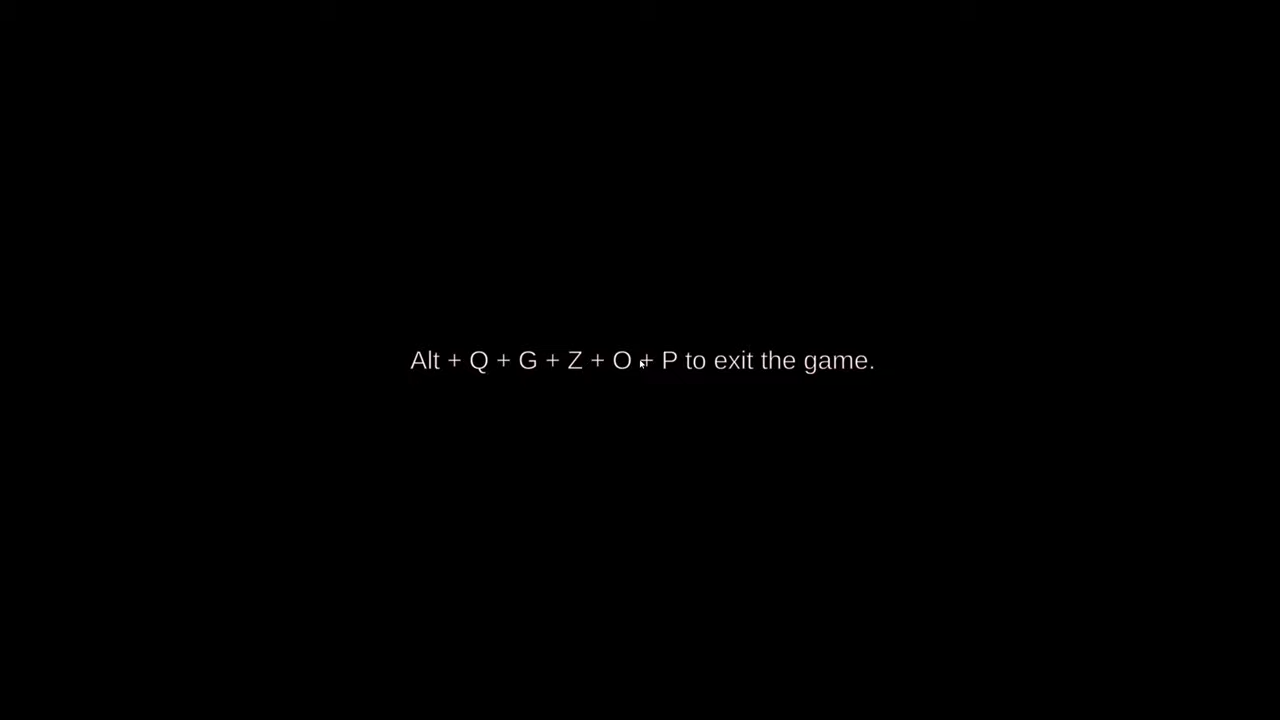 Alt + Q + G + Z + O + P to exit the game.